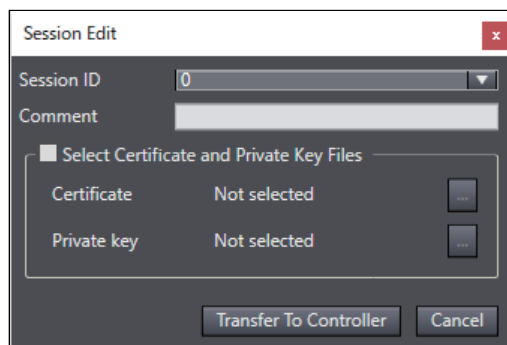 Session Edit
x
Session ID 0
Comment
Select Certificate and Private Key Files
Certificate Not selected ...
Private key Not selected ...
Transfer To Controller Cancel